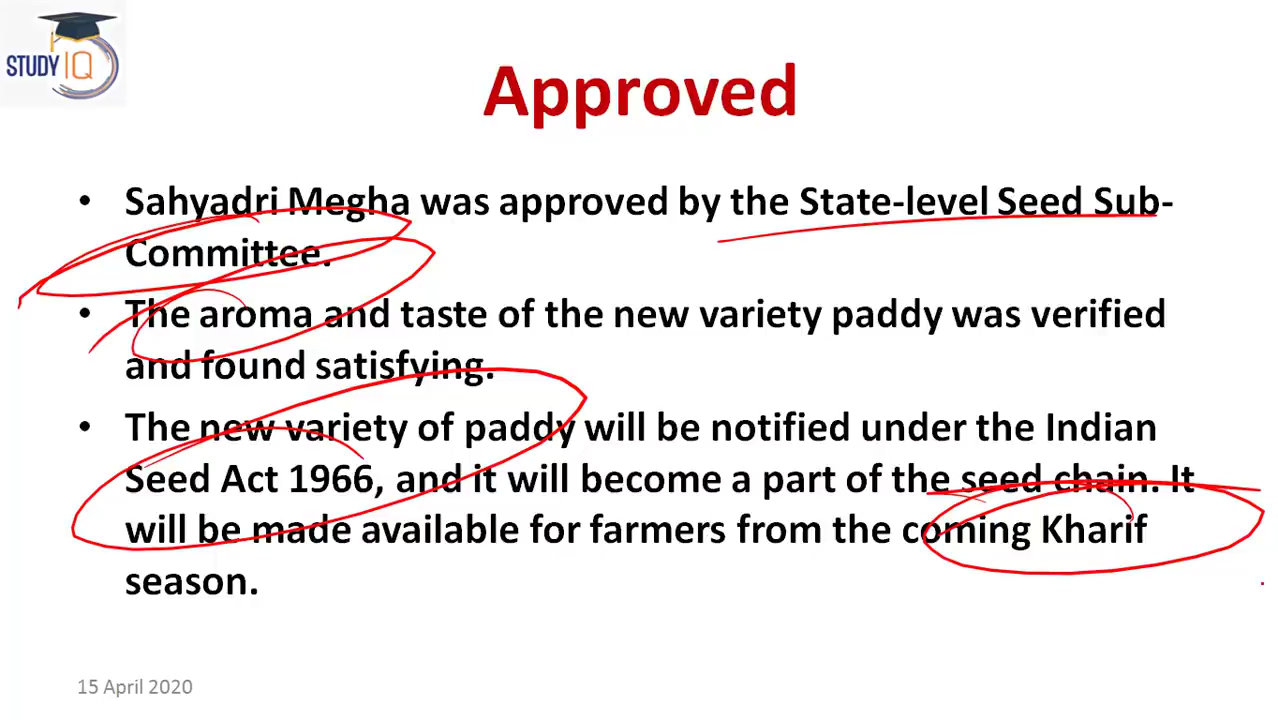 STUDY IQ
Approved
• Sahyadri Megha was approved by the State-level Seed Sub-
Committee.
• The aroma and taste of the new variety paddy was verified
and found satisfying.
• The new variety of paddy will be notified under the Indian
Seed Act 1966, and it will become a part of the seed chain. It
will be made available for farmers from the coming Kharif
season.
15 April 2020